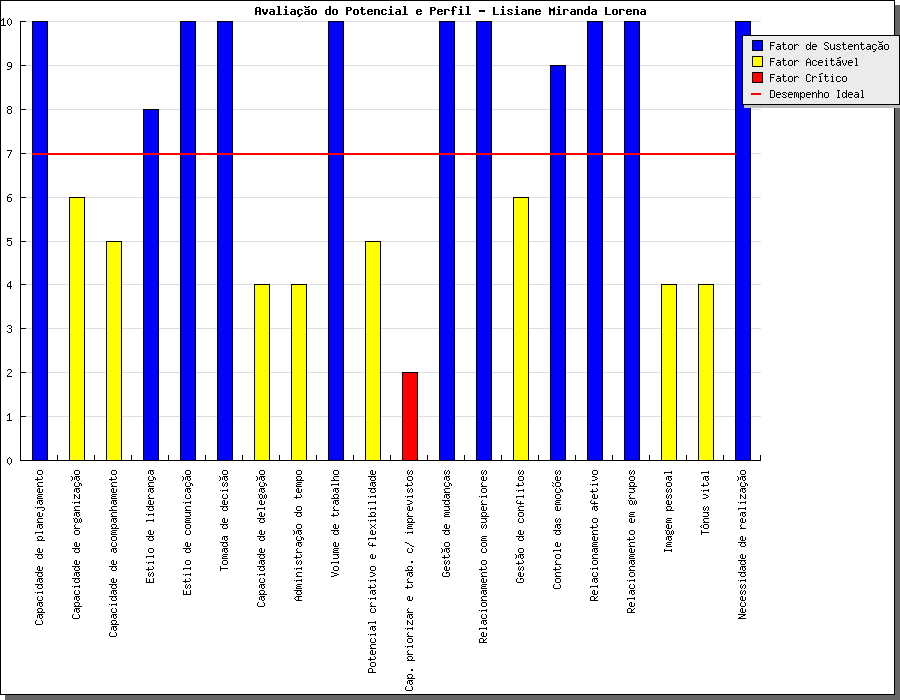 Avaliação do Potencial e Perfil - Lisiane Miranda Lorena
10
9
8
7
6
5
4
3
2
1
0
Fator de Sustentação
Fator Aceitável
Fator Crítico
Desempenho Ideal
Capacidade de planejamento
Capacidade de organização
Capacidade de acompanhamento
Estilo de liderança
Estilo de comunicação
Tomada de decisão
Capacidade de delegação
Administração do tempo
Volume de trabalho
Potencial criativo e flexibilidade
Cap. priorizar e trab. c/ imprevistos
Gestão de mudanças
Relacionamento com superiores
Gestão de conflitos
Controle das emoções
Relacionamento afetivo
Relacionamento em grupos
Imagem pessoal
Tônus vital
Necessidade de realização